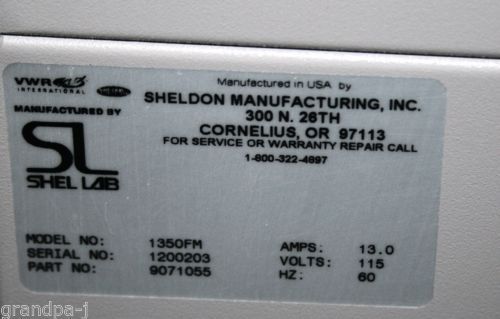 VWR
INTERNATIONAL
SHELLAB
MANUFACTURED BY
SL
SHEL LAB
Manufactured in USA by
SHELDON MANUFACTURING, INC.
300 N. 26TH
CORNELIUS, OR 97113
FOR SERVICE OR WARRANTY REPAIR CALL
1-800-322-4897
MODEL NO: 1350FM AMPS: 13.0
SERIAL NO: 1200203 VOLTS: 115
PART NO: 9071055 HZ: 60
grandpa-j